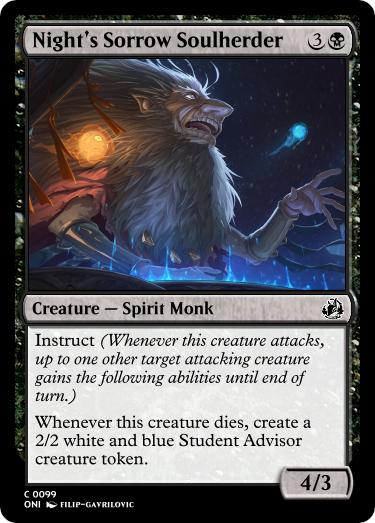 Night's Sorrow Soulherder 3
Creature — Spirit Monk
Instruct (Whenever this creature attacks,
up to one other target attacking creature
gains the following abilities until end of
turn.)
Whenever this creature dies, create a
2/2 white and blue Student Advisor
creature token.
4/3
C 0099
ONI FILIP-GAVRILOVIC